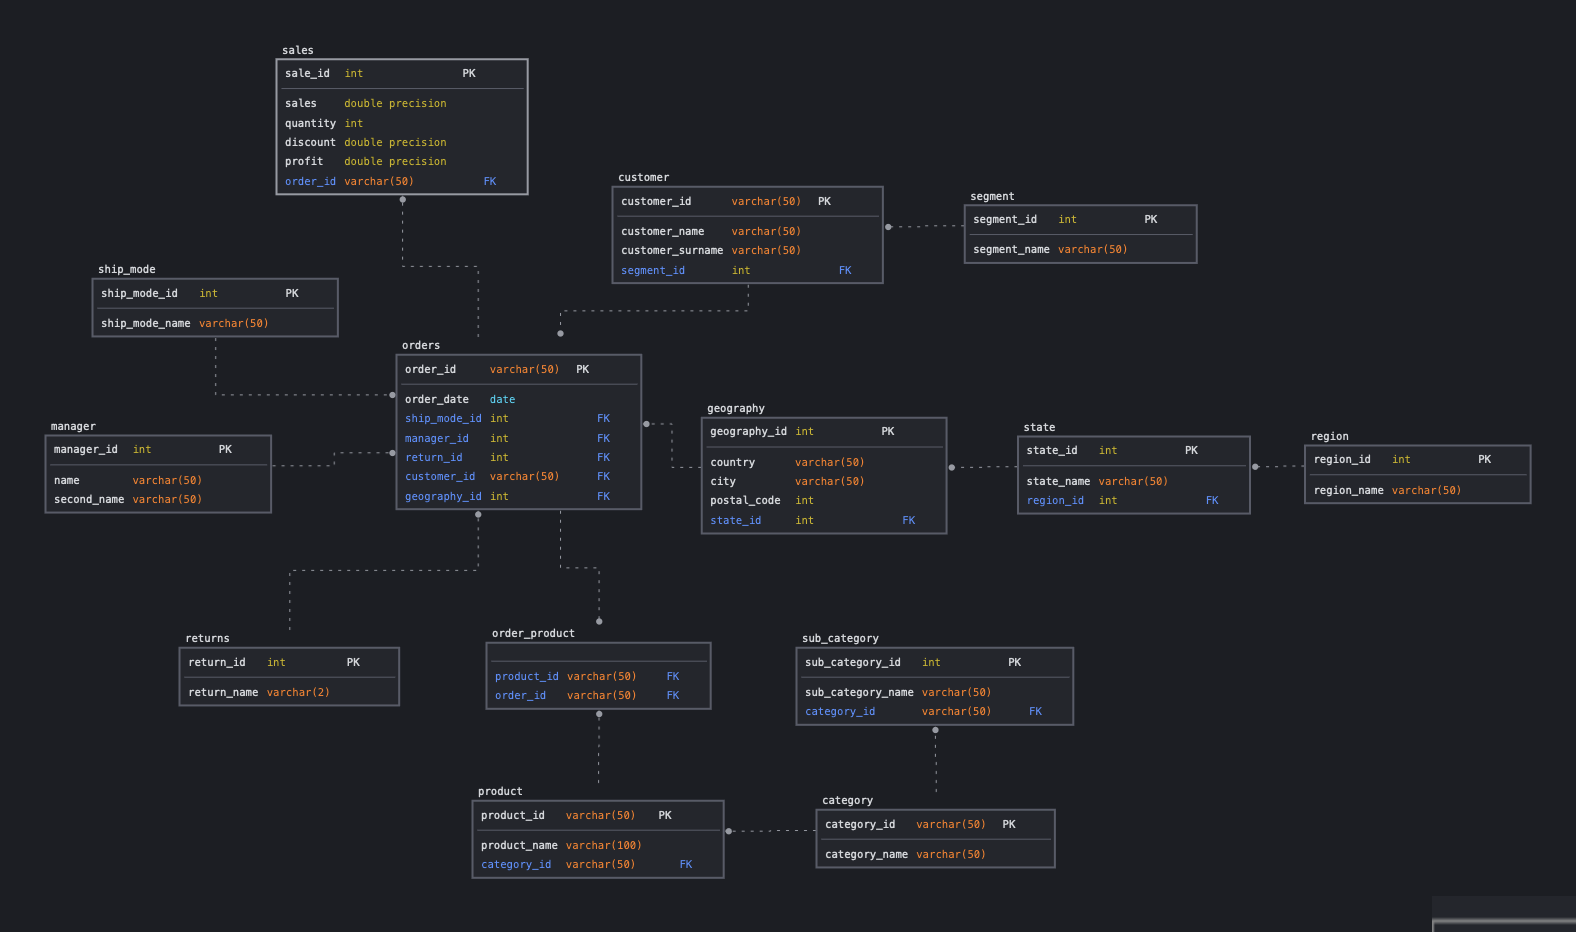 sales
sale_id int PK
sales double precision
quantity int
discount double precision
profit double precision
order_id varchar(50) FK
customer
customer_id varchar(50) PK
customer_name varchar(50)
customer_surname varchar(50)
segment_id int FK
segment
segment_id int PK
segment_name varchar(50)
ship_mode
ship_mode_id int PK
ship_mode_name varchar(50)
orders
order_id varchar(50) PK
order_date date
ship_mode_id int FK
manager_id int FK
return_id int FK
customer_id varchar(50) FK
geography_id int FK
manager
manager_id int PK
name varchar(50)
second_name varchar(50)
geography
geography_id int PK
country varchar(50)
city varchar(50)
postal_code int
state_id int FK
state
state_id int PK
state_name varchar(50)
region_id int FK
region
region_id int PK
region_name varchar(50)
returns
return_id int PK
return_name varchar(2)
order_product
product_id varchar(50) FK
order_id varchar(50) FK
sub_category
sub_category_id int PK
sub_category_name varchar(50)
category_id varchar(50) FK
product
product_id varchar(50) PK
product_name varchar(100)
category_id varchar(50) FK
category
category_id varchar(50) PK
category_name varchar(50)